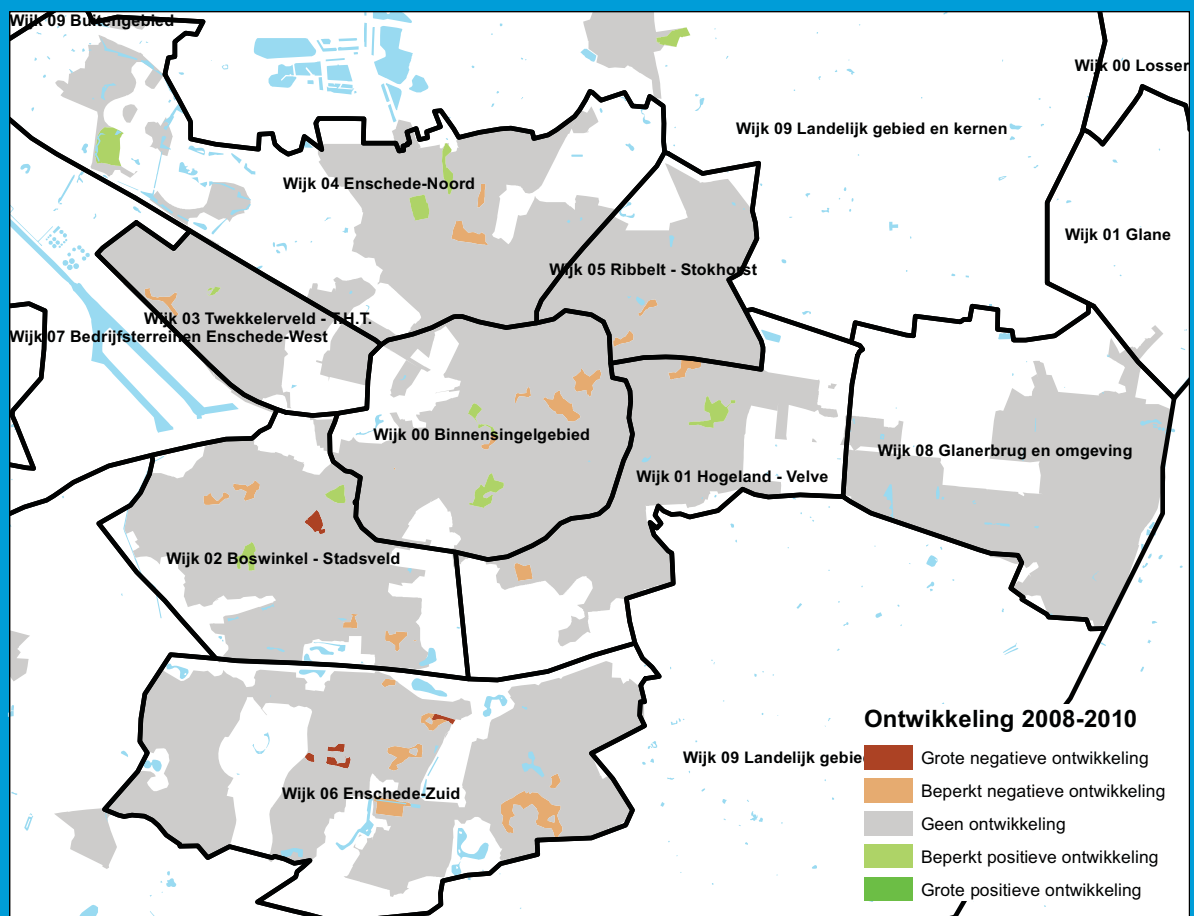 Wijk 09 Buitengebied
Wijk 00 Losser
Wijk 09 Landelijk gebied en kernen
Wijk 04 Enschede-Noord
Wijk 01 Glane
Wijk 05 Ribbelt - Stokhorst
Wijk 03 Twekkelerveld - T.H.T.
Wijk 07 Bedrijfsterreinen Enschede-West
Wijk 00 Binnensingelgebied
Wijk 08 Glanerbrug en omgeving
Wijk 01 Hogeland - Velve
Wijk 02 Boswinkel - Stadsveld
Wijk 09 Landelijk gebie
Wijk 06 Enschede-Zuid
Ontwikkeling 2008-2010
Grote negatieve ontwikkeling
Beperkt negatieve ontwikkeling
Geen ontwikkeling
Beperkt positieve ontwikkeling
Grote positieve ontwikkeling